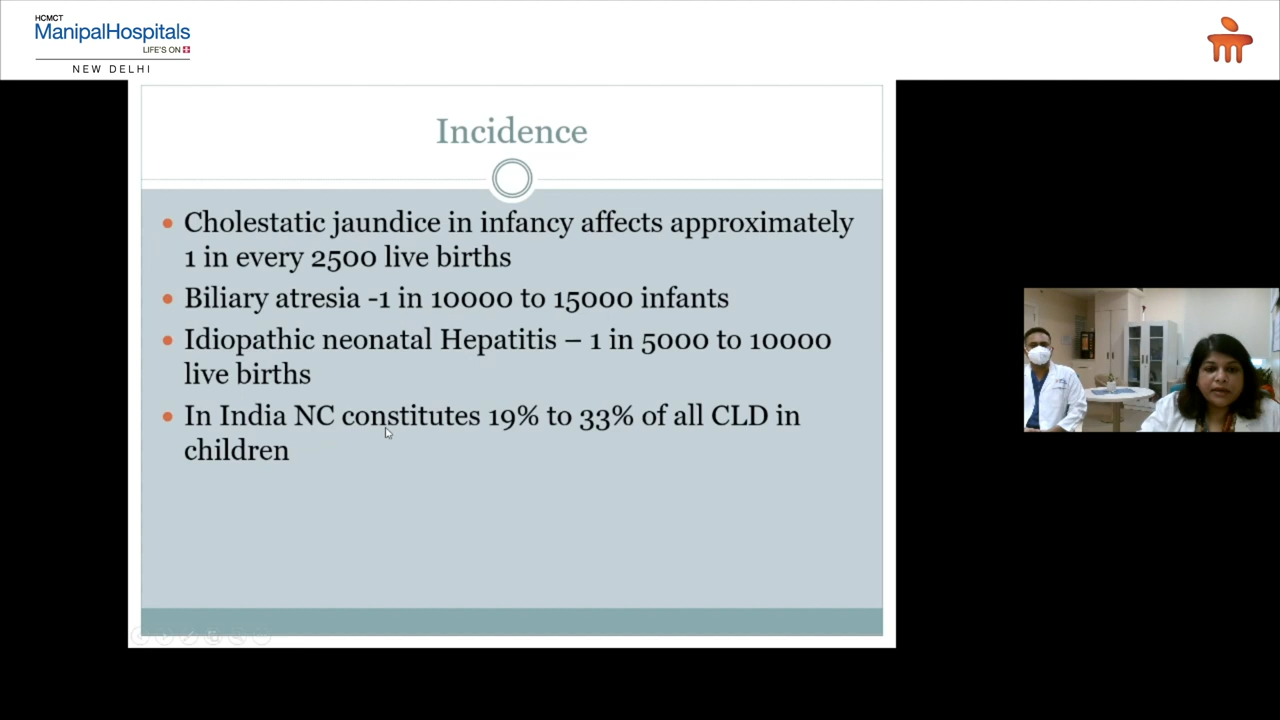 HCMCT
ManipalHospitals
LIFE'S ON
NEW DELHI
Incidence
Cholestatic jaundice in infancy affects approximately
1 in every 2500 live births
Biliary atresia -1 in 10000 to 15000 infants
Idiopathic neonatal Hepatitis – 1 in 5000 to 10000
live births
In India NC constitutes 19% to 33% of all CLD in
children